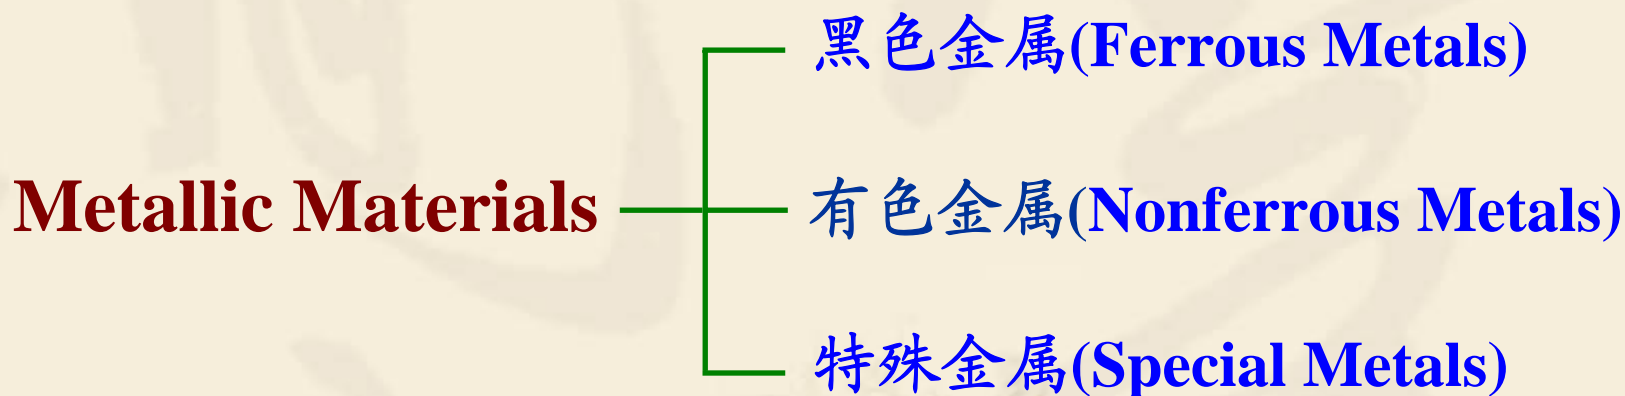 黑色金属(Ferrous Metals)
Metallic Materials
有色金属(Nonferrous Metals)
特殊金属(Special Metals)